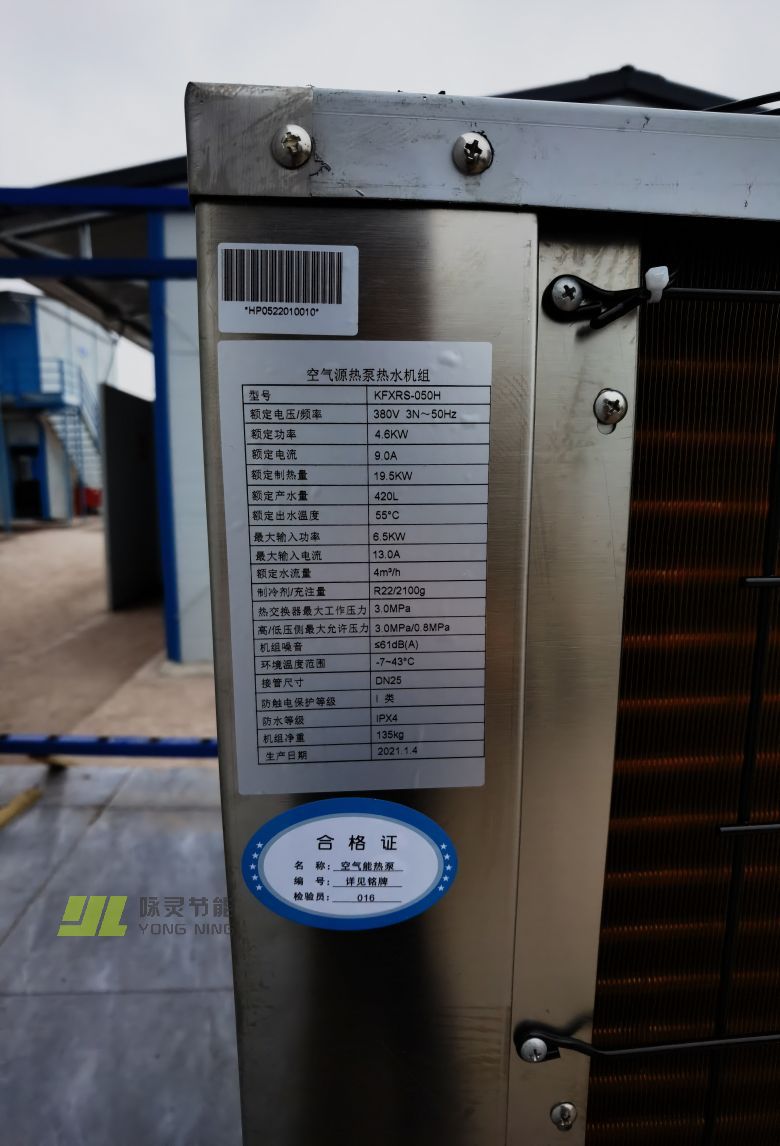 *HP0522010010*
空气源热泵热水机组
型号 KFXRS-050H
额定电压/频率 380V 3N～50Hz
额定功率 4.6KW
额定电流 9.0A
额定制热量 19.5KW
额定产水量 420L
额定出水温度 55°C
最大输入功率 6.5KW
最大输入电流 13.0A
额定水流量 4m³/h
制冷剂/充注量 R22/2100g
热交换器最大工作压力 3.0MPa
高/低压侧最大允许压力 3.0MPa/0.8MPa
机组噪音 ≤61dB(A)
环境温度范围 -7~43°C
接管尺寸 DN25
防触电保护等级 I 类
防水等级 IPX4
机组净重 135kg
生产日期 2021.1.4
合格证
名 称: 空气能热泵
编 号: 详见铭牌
检验员: 016
咏灵节能
YONG NING